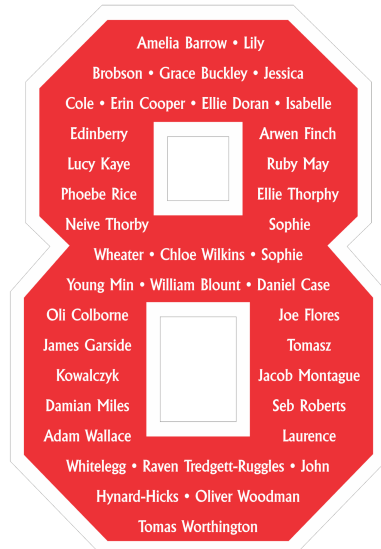 Amelia Barrow • Lily
Brobson • Grace Buckley • Jessica
Cole • Erin Cooper • Ellie Doran • Isabelle
Edinberry Arwen Finch
Lucy Kaye Ruby May
Phoebe Rice Ellie Thorphy
Neive Thorby Sophie
Wheater • Chloe Wilkins • Sophie
Young Min • William Blount • Daniel Case
Oli Colborne Joe Flores
James Garside Tomasz
Kowalczyk Jacob Montague
Damian Miles Seb Roberts
Adam Wallace Laurence
Whitelegg • Raven Tredgett-Ruggles • John
Hynard-Hicks • Oliver Woodman
Tomas Worthington